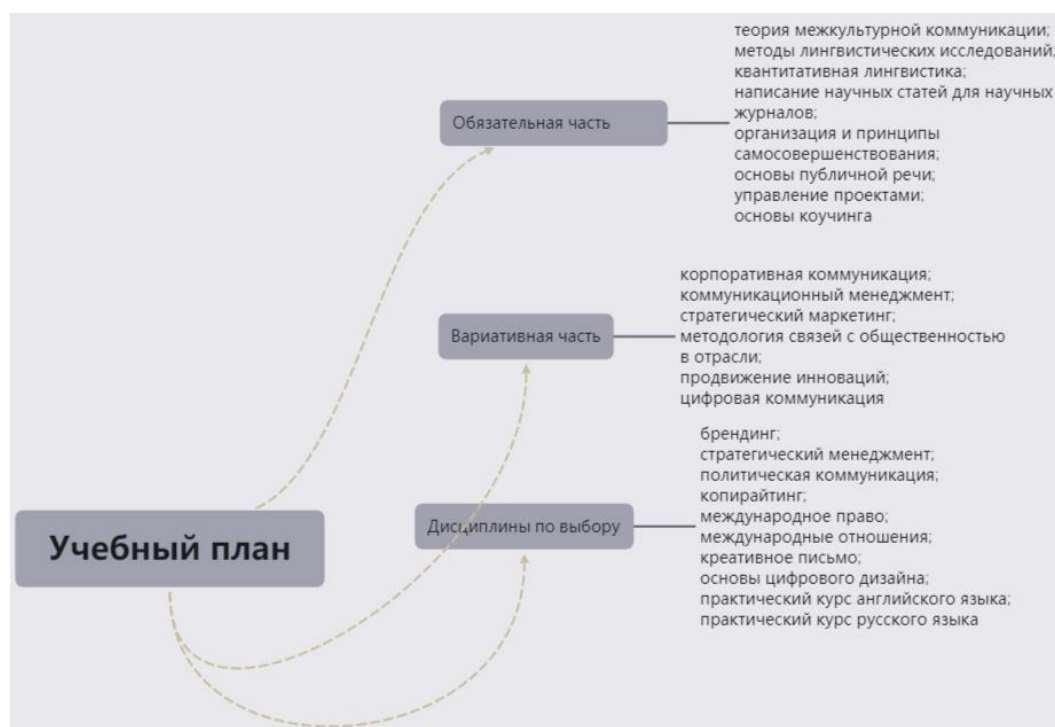 теория межкультурной коммуникации;
методы лингвистических исследований;
квантитативная лингвистика;
написание научных статей для научных
журналов;
организация и принципы
самосовершенствования;
основы публичной речи;
управление проектами;
основы коучинга
Обязательная часть
корпоративная коммуникация;
коммуникационный менеджмент;
стратегический маркетинг;
методология связей с общественностью
в отрасли;
продвижение инноваций;
цифровая коммуникация
Вариативная часть
брендинг;
стратегический менеджмент;
политическая коммуникация;
копирайтинг;
международное право;
международные отношения;
креативное письмо;
основы цифрового дизайна;
практический курс английского языка;
практический курс русского языка
Дисциплины по выбору
Учебный план